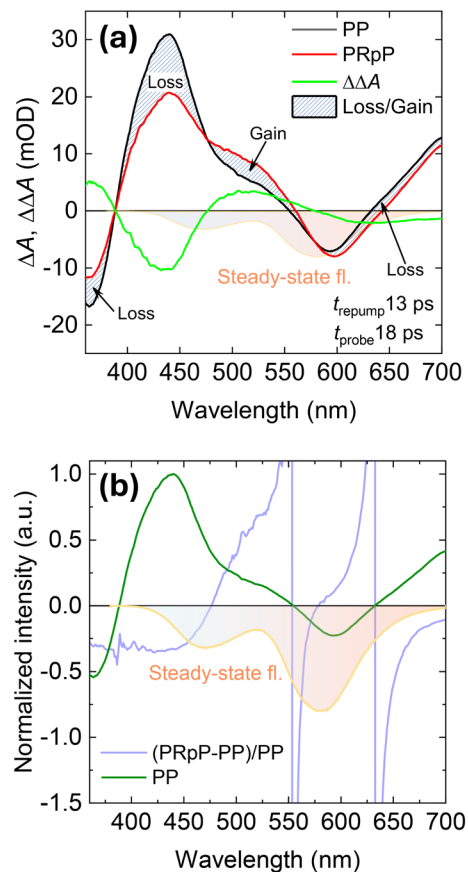 (a)
PP
PRpP
ΔΔA
Loss/Gain
Loss
Gain
Loss
Loss
Steady-state fl.
t_repump 13 ps
t_probe 18 ps
30
20
10
0
-10
-20
ΔA, ΔΔA (mOD)
400 450 500 550 600 650 700
Wavelength (nm)
(b)
1.0
0.5
0.0
-0.5
-1.0
-1.5
Normalized intensity (a.u.)
Steady-state fl.
(PRpP-PP)/PP
PP
400 450 500 550 600 650 700
Wavelength (nm)